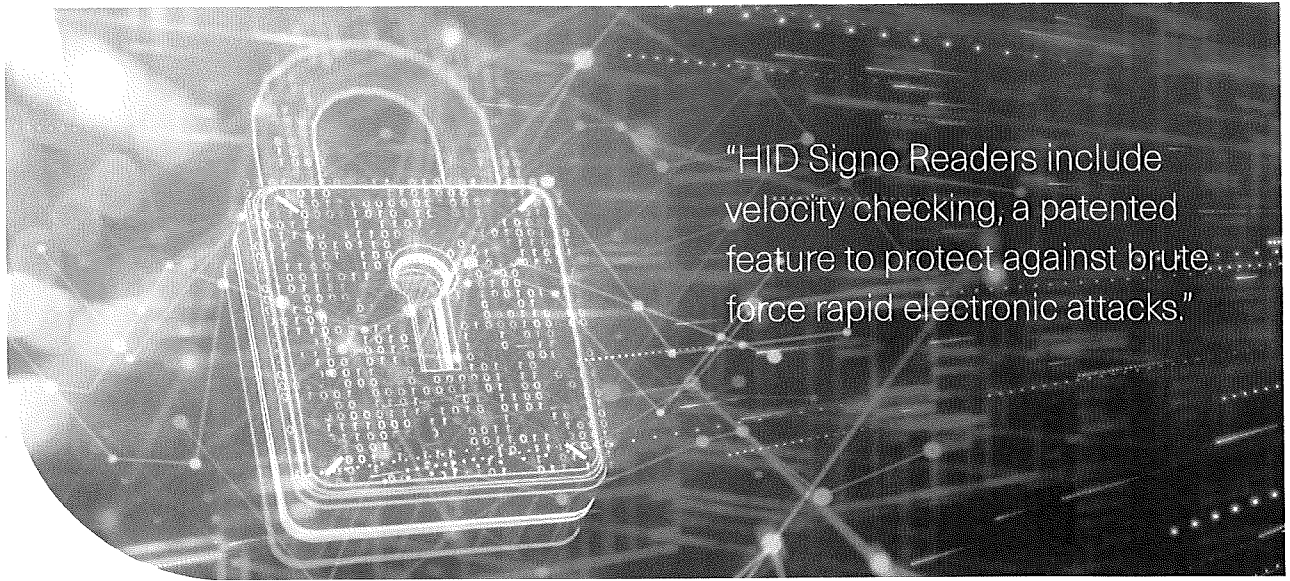 “HID Signo Readers include
velocity checking, a patented
feature to protect against brute
force rapid electronic attacks.”